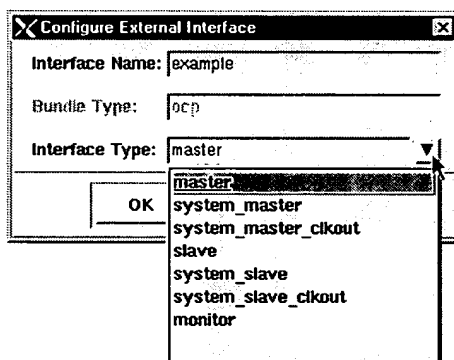 Configure External Interface
Interface Name: example
Bundle Type: ocp
Interface Type: master
OK
master
system_master
system_master_clkout
slave
system_slave
system_slave_clkout
monitor